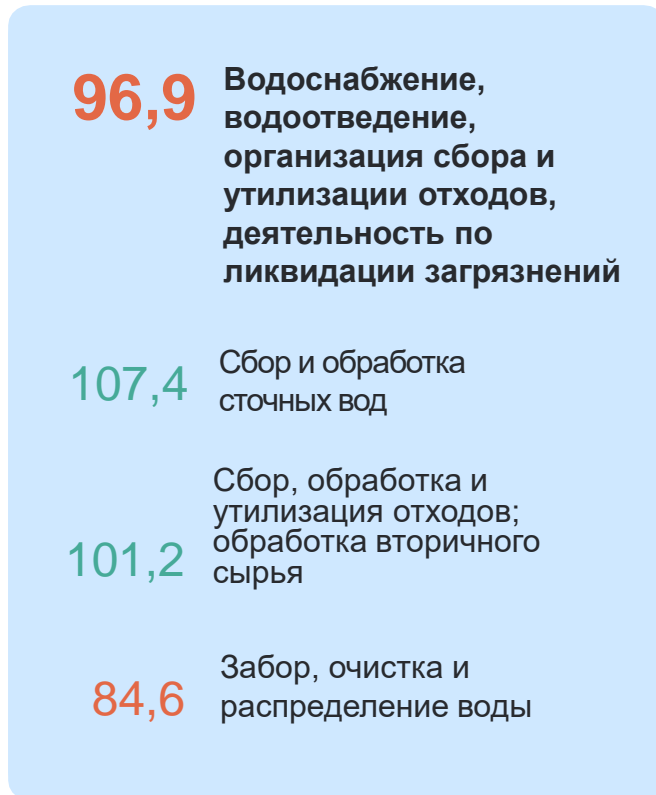 96,9
Водоснабжение,
водоотведение,
организация сбора и
утилизации отходов,
деятельность по
ликвидации загрязнений
107,4
Сбор и обработка
сточных вод
101,2
Сбор, обработка и
утилизация отходов;
обработка вторичного
сырья
84,6
Забор, очистка и
распределение воды